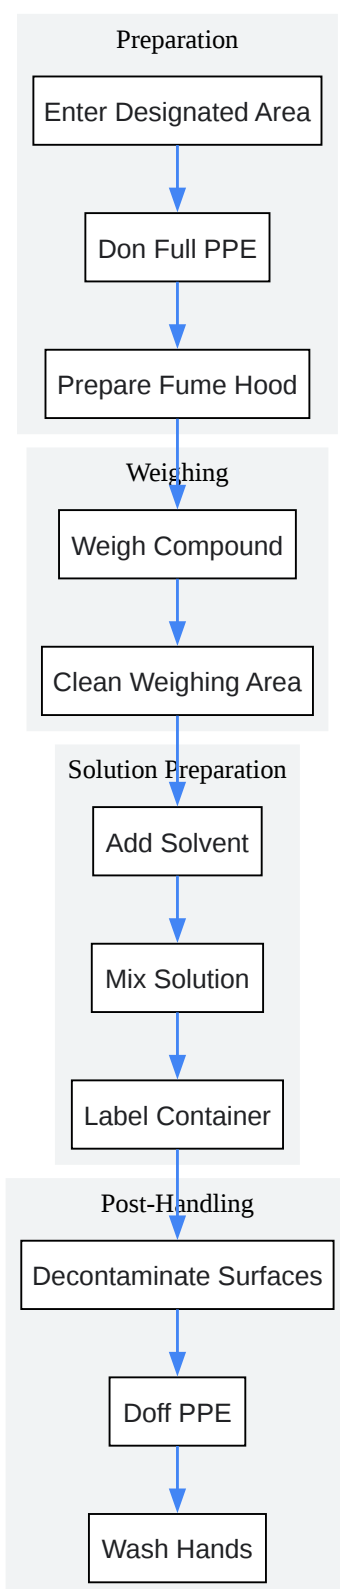 Preparation
Enter Designated Area
Don Full PPE
Prepare Fume Hood
Weighing
Weigh Compound
Clean Weighing Area
Solution Preparation
Add Solvent
Mix Solution
Label Container
Post-Handling
Decontaminate Surfaces
Doff PPE
Wash Hands